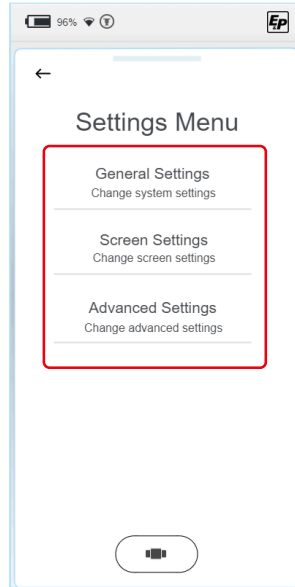 96% T EP
Settings Menu
General Settings
Change system settings
Screen Settings
Change screen settings
Advanced Settings
Change advanced settings